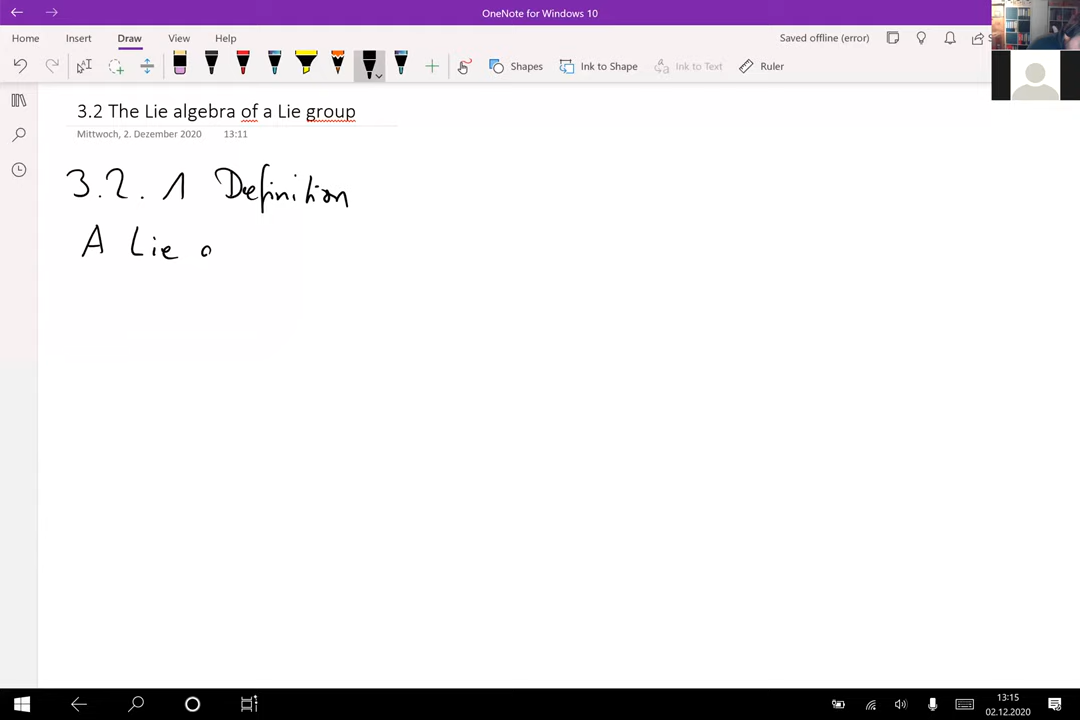 OneNote for Windows 10
Home Insert Draw View Help Saved offline (error)
Shapes Ink to Shape Ink to Text Ruler
3.2 The Lie algebra of a Lie group
Mittwoch, 2. Dezember 2020 13:11
3.2.1 Definition
A Lie
13:15
02.12.2020